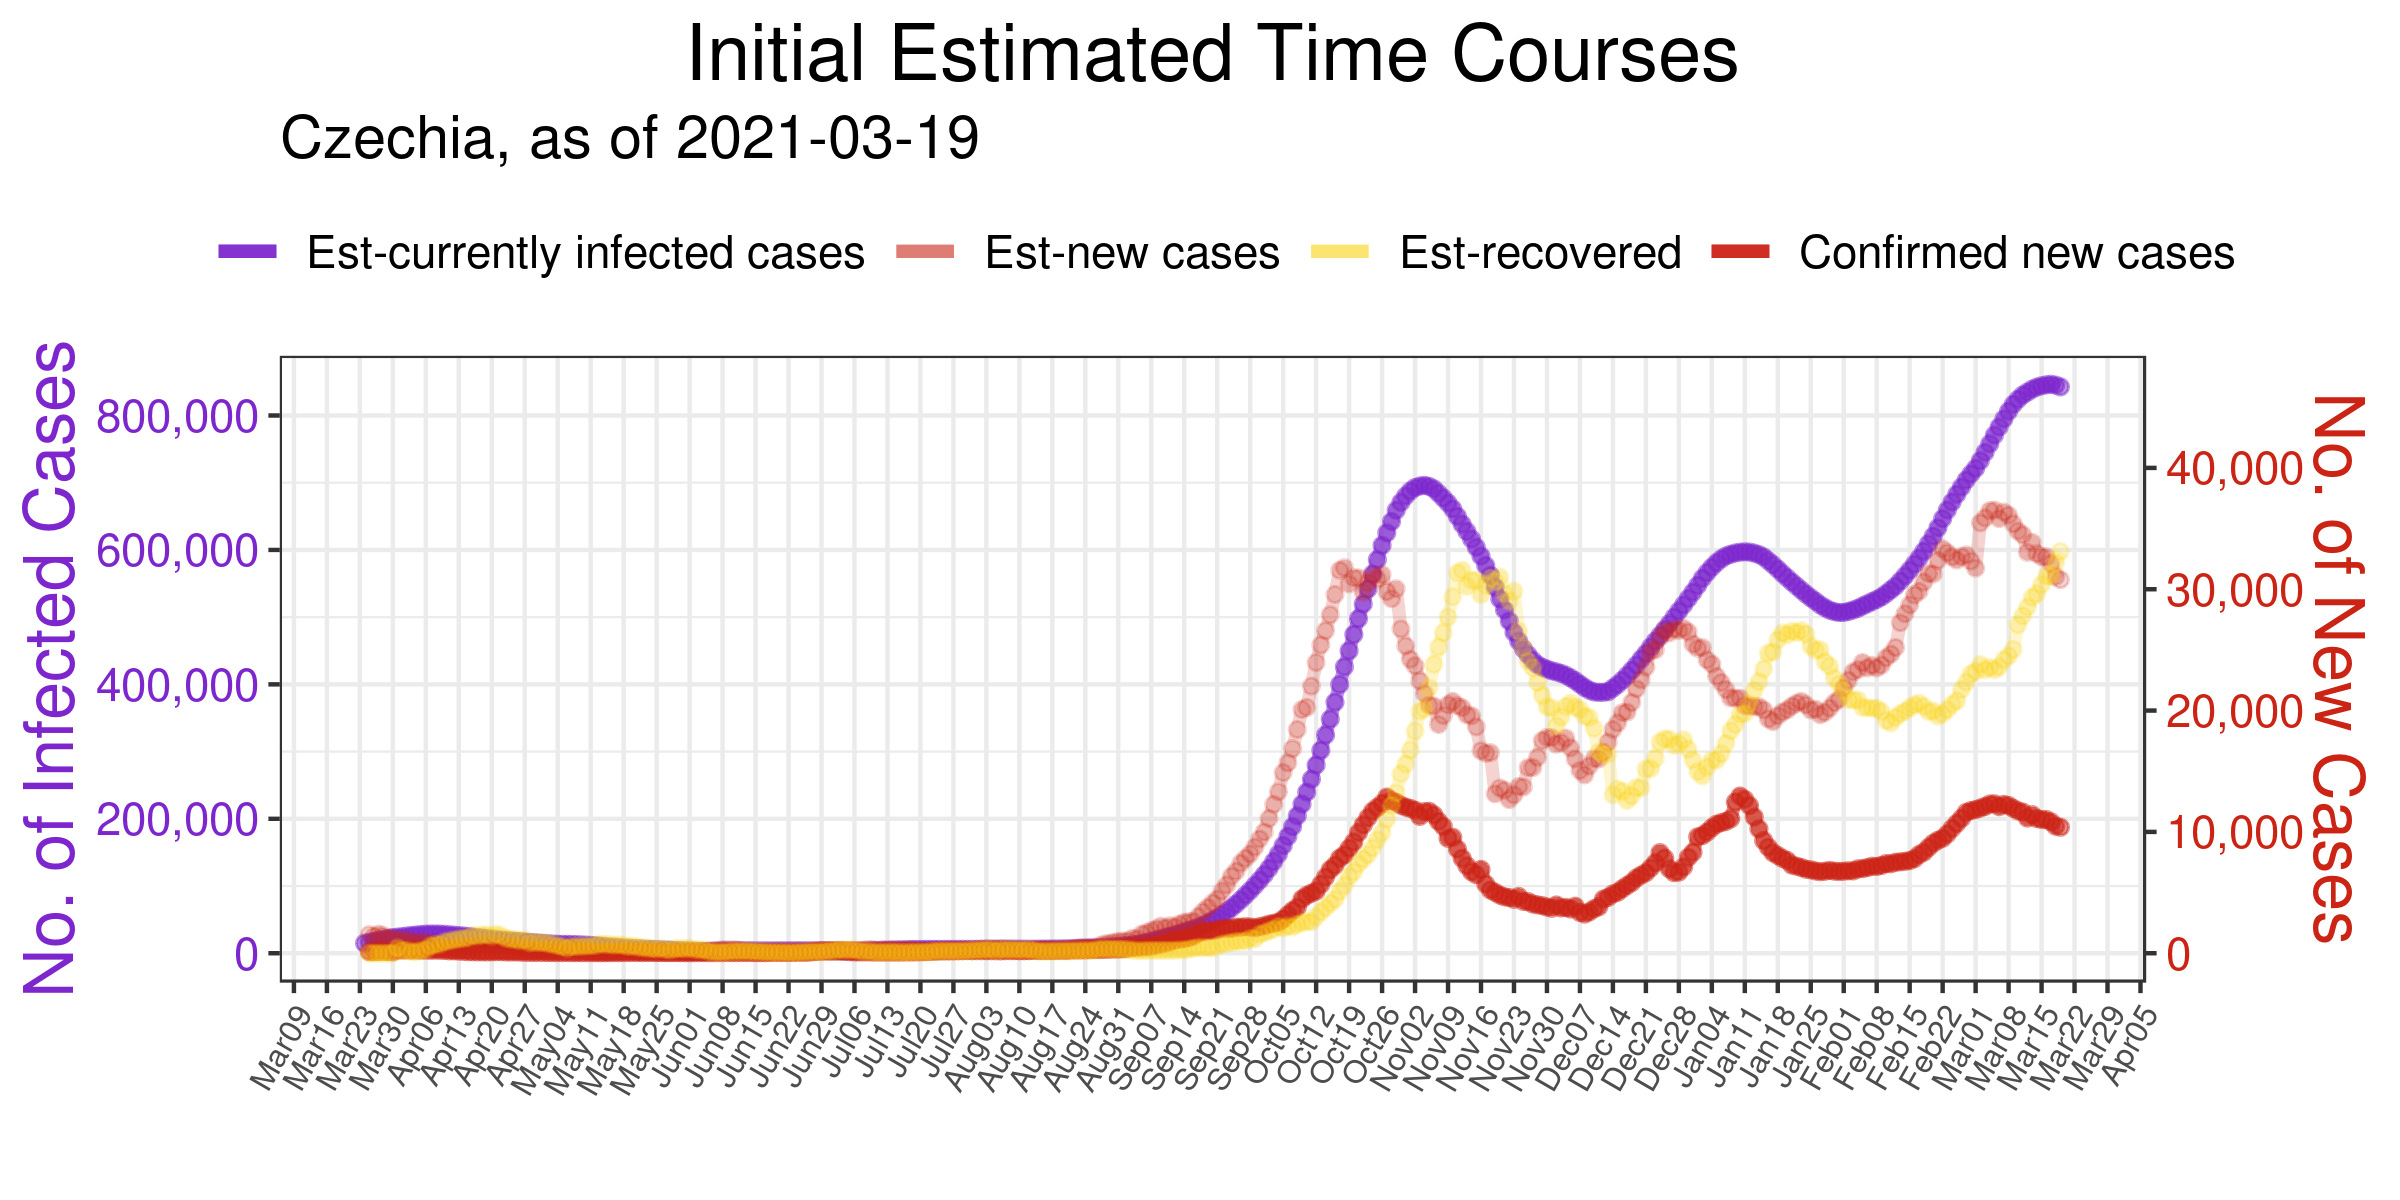 Initial Estimated Time Courses
Czechia, as of 2021-03-19
Est-currently infected cases
Est-new cases
Est-recovered
Confirmed new cases
No. of Infected Cases
800,000
600,000
400,000
200,000
0
No. of New Cases
40,000
30,000
20,000
10,000
0
Mar09
Mar16
Mar23
Mar30
Apr06
Apr13
Apr20
Apr27
May04
May11
May18
May25
Jun01
Jun08
Jun15
Jun22
Jun29
Jul06
Jul13
Jul20
Jul27
Aug03
Aug10
Aug17
Aug24
Aug31
Sep07
Sep14
Sep21
Sep28
Oct05
Oct12
Oct19
Oct26
Nov02
Nov09
Nov16
Nov23
Nov30
Dec07
Dec14
Dec21
Dec28
Jan04
Jan11
Jan18
Jan25
Feb01
Feb08
Feb15
Feb22
Mar01
Mar08
Mar15
Mar22
Mar29
Apr05